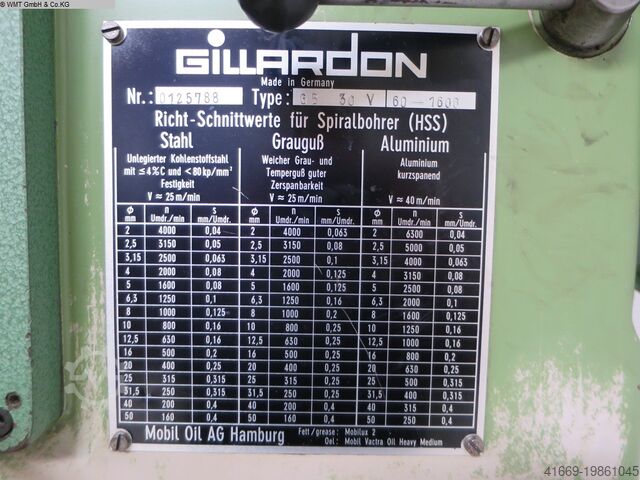 © WMT GmbH & Co.KG
GILLARDON
Made in Germany
Nr.: 0125788 Type: GB 30 V 60-1600
Richt-Schnittwerte für Spiralbohrer (HSS)
Stahl Grauguß Aluminium
Unlegierter Kohlenstoffstahl Weicher Grau- und Aluminium
mit ≤4%C und <80kp/mm² Temperguß guter kurzspanend
Festigkeit Zerspanbarkeit
V ≈ 25 m/min V ≈ 25 m/min V ≈ 40 m/min
Φ n s Φ n s Φ n s
mm Umdr./min mm/Umdr. mm Umdr./min mm/Umdr. mm Umdr./min mm/Umdr.
2 4000 0,04 2 4000 0,063 2 6300 0,04
2,5 3150 0,05 2,5 3150 0,08 2,5 5000 0,05
3,15 2500 0,063 3,15 2500 0,1 3,15 4000 0,063
4 2000 0,08 4 2000 0,125 4 3150 0,08
5 1600 0,08 5 1600 0,125 5 2500 0,08
6,3 1250 0,1 6,3 1250 0,16 6,3 2000 0,1
8 1000 0,125 8 1000 0,2 8 1600 0,125
10 800 0,16 10 800 0,25 10 1250 0,16
12,5 630 0,16 12,5 630 0,25 12,5 1000 0,16
16 500 0,2 16 500 0,25 16 800 0,2
20 400 0,25 20 400 0,25 20 630 0,25
25 315 0,315 25 315 0,25 25 500 0,315
31,5 250 0,315 31,5 250 0,25 31,5 400 0,315
40 200 0,4 40 200 0,4 40 315 0,4
50 160 0,4 50 160 0,4 50 250 0,4
Mobil Oil AG Hamburg Fett/grease: Mobilux 2
Oel: Mobil Vactra Oil Heavy Medium
41669-19861045